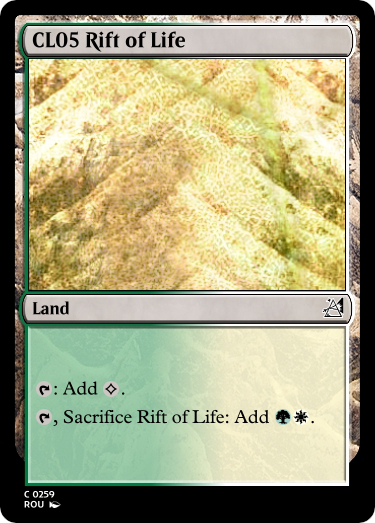 CL05 Rift of Life
Land
: Add .
, Sacrifice Rift of Life: Add .
C 0259
ROU